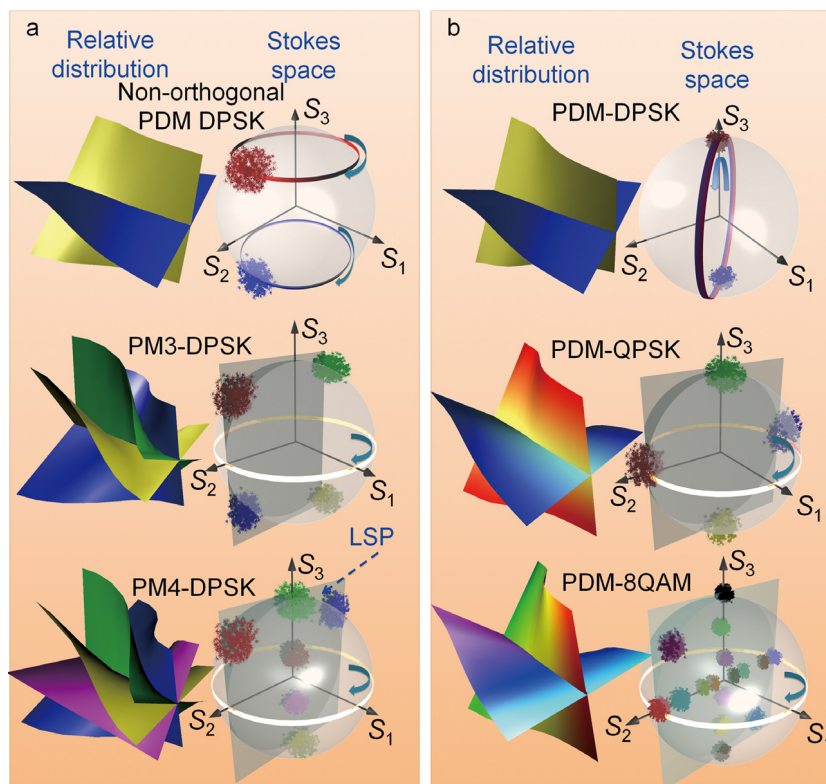 a
Relative distribution
Stokes space
Non-orthogonal
PDM DPSK
S3
S2
S1
PM3-DPSK
S3
S2
S1
LSP
PM4-DPSK
S3
S2
S1
b
Relative distribution
Stokes space
PDM-DPSK
S3
S2
S1
PDM-QPSK
S3
S2
S1
PDM-8QAM
S3
S2
S